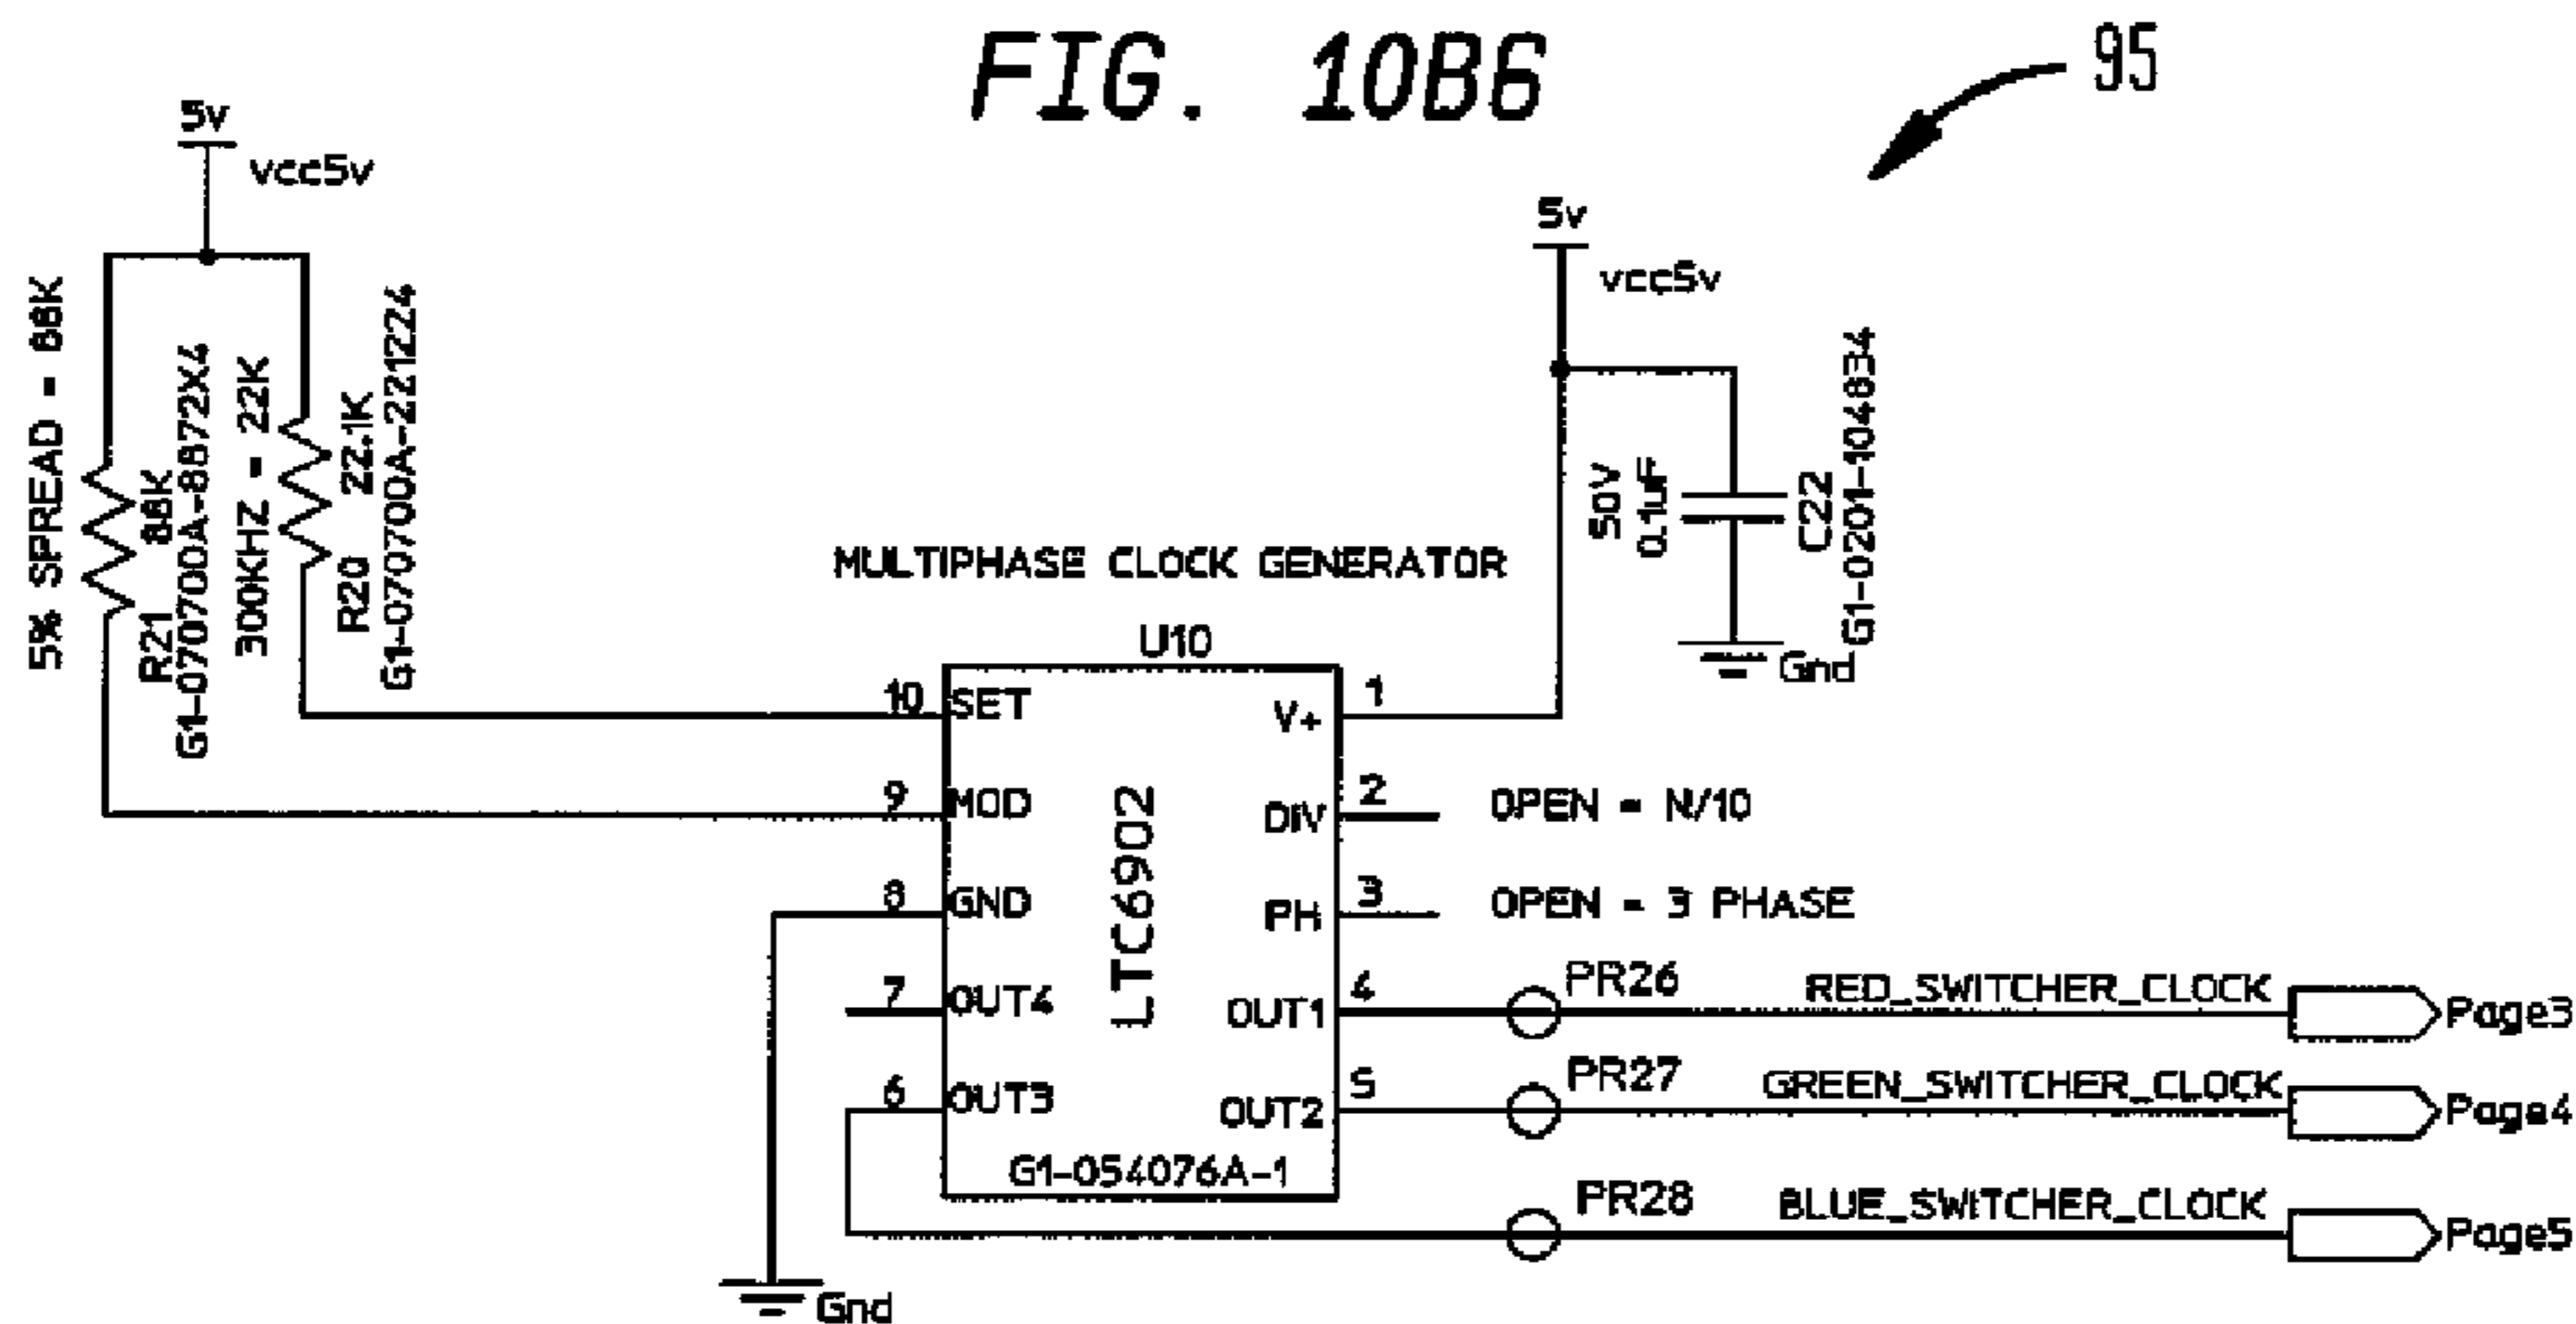 FIG. 10B6
95
5v
vcc5v
5% SPREAD = 88K
R21 88K
G1-070700A-8872X4
300KHZ = 22K
R20 22.1K
G1-070700A-2212Z4
5v
vcc5v
50V
0.1uF
C22
G1-0201-104834
Gnd
MULTIPHASE CLOCK GENERATOR
U10
LTC6902
10 SET
9 MOD
8 GND
7 OUT4
6 OUT3
V+ 1
DIV 2 OPEN = N/10
PH 3 OPEN = 3 PHASE
OUT1 4 PR26 RED_SWITCHER_CLOCK Page3
OUT2 5 PR27 GREEN_SWITCHER_CLOCK Page4
G1-054076A-1
PR28 BLUE_SWITCHER_CLOCK Page5
Gnd